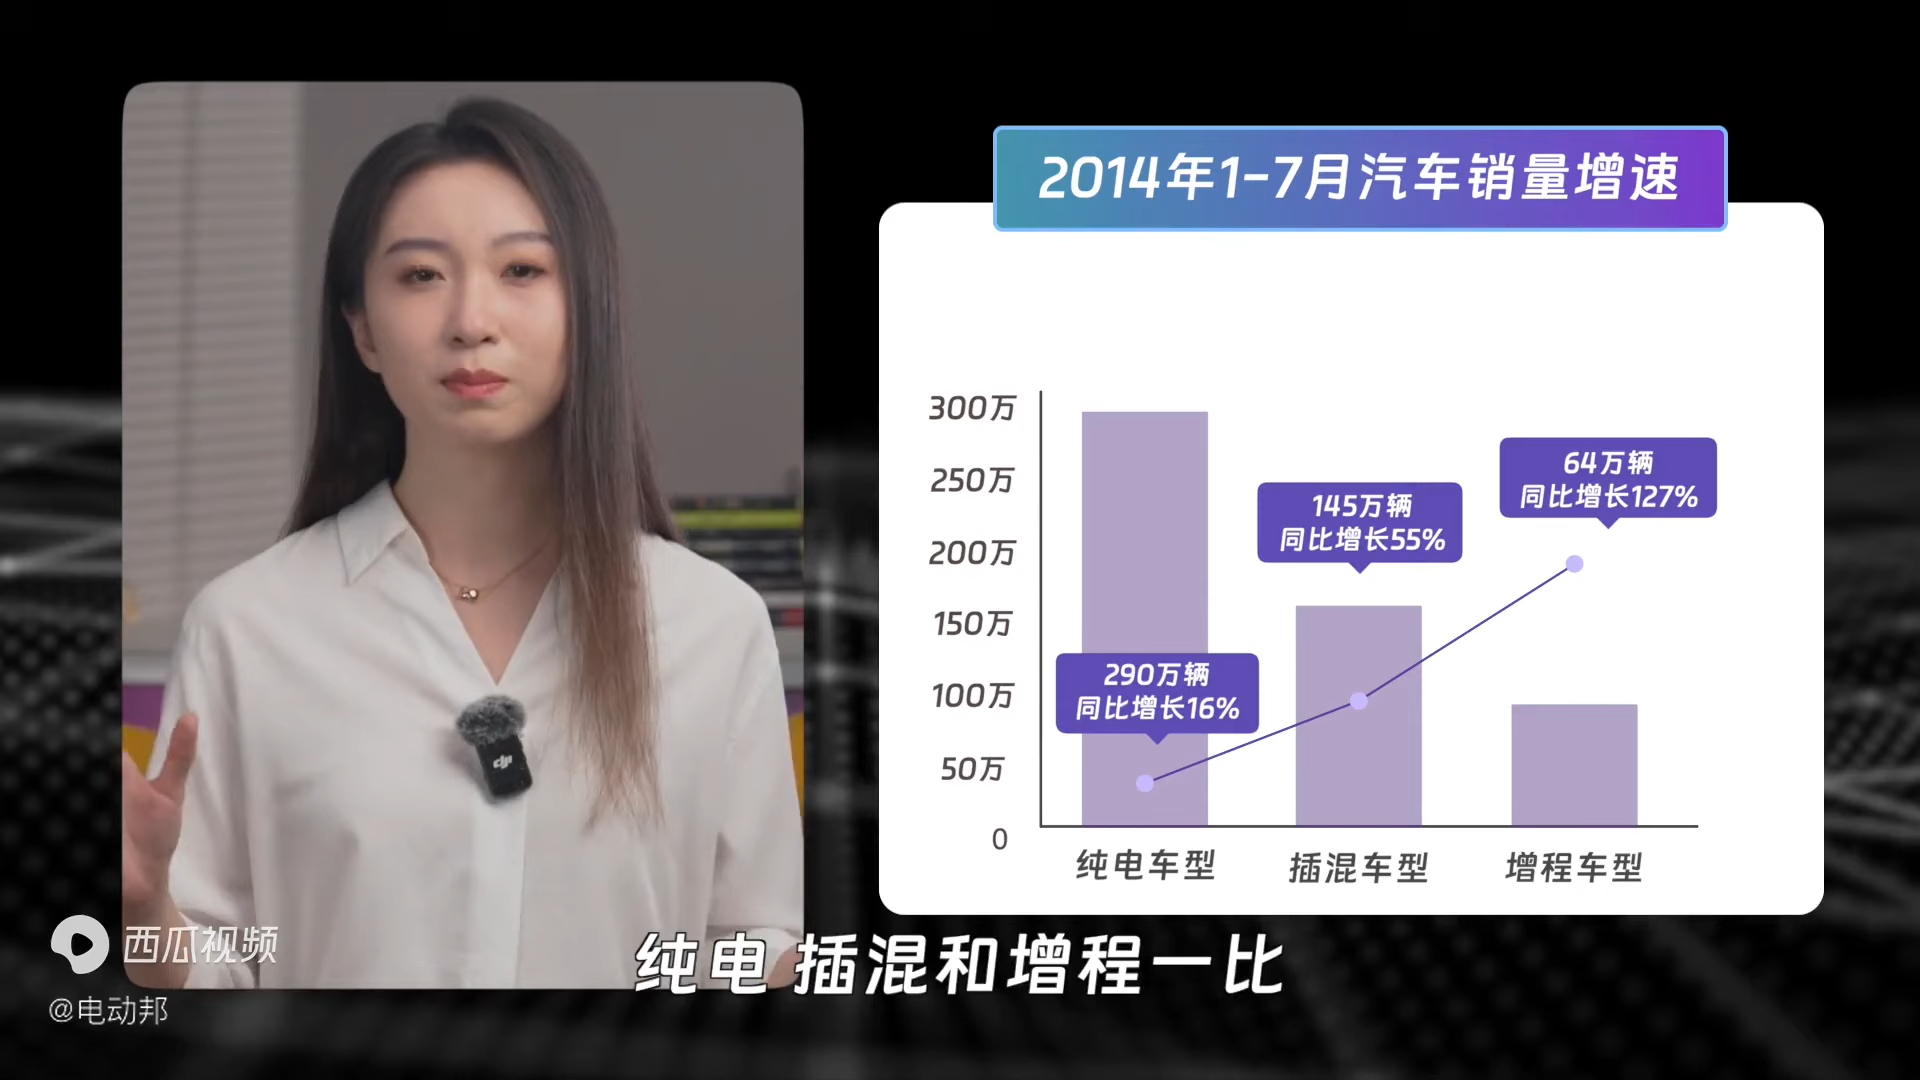 2014年1-7月汽车销量增速
300万
250万
200万
150万
100万
50万
0
290万辆
同比增长16%
145万辆
同比增长55%
64万辆
同比增长127%
纯电车型
插混车型
增程车型
dji
纯电 插混和增程一比
西瓜视频
@电动邦